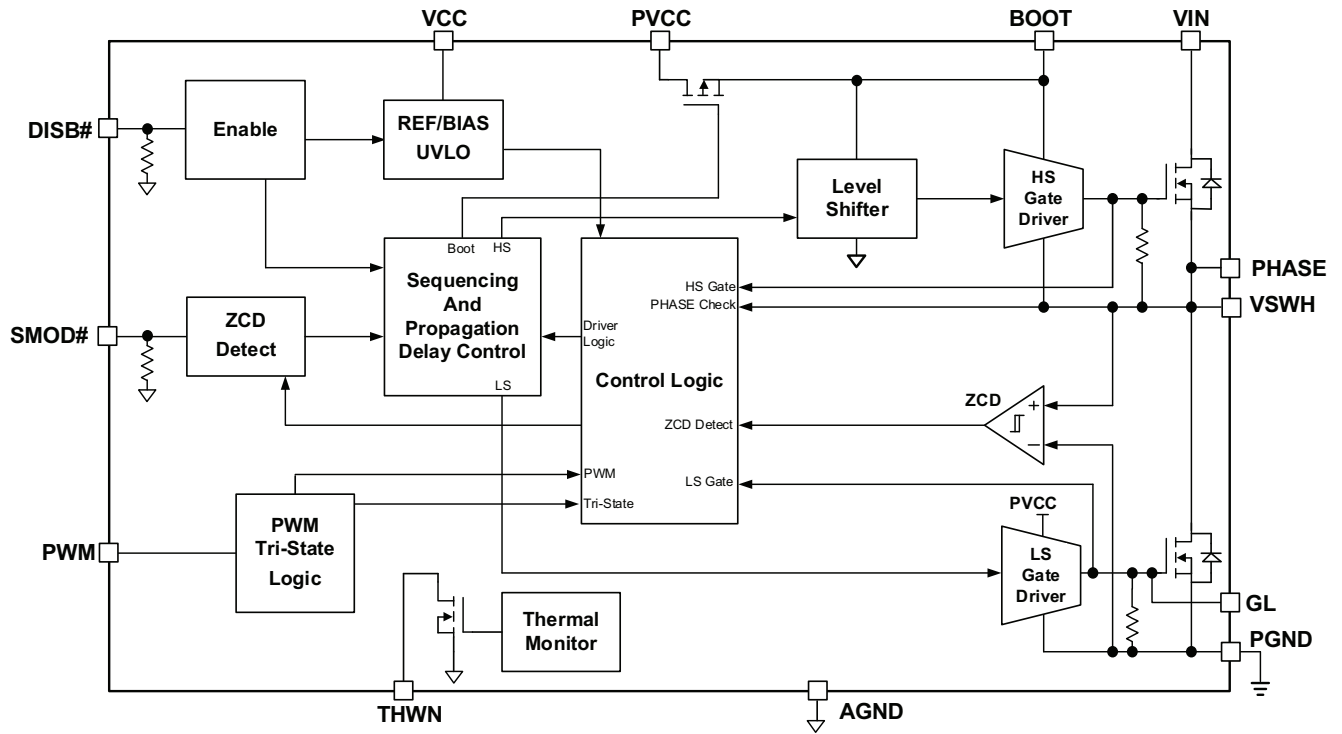 VCC
PVCC
BOOT
VIN
DISB#
Enable
REF/BIAS
UVLO
Level
Shifter
HS
Gate
Driver
Boot
HS
Sequencing
And
Propagation
Delay Control
LS
HS Gate
PHASE Check
PHASE
VSWH
SMOD#
ZCD
Detect
Driver
Logic
Control Logic
ZCD
+
−
ZCD Detect
PWM
LS Gate
Tri-State
PWM
PWM
Tri-State
Logic
PVCC
LS
Gate
Driver
GL
PGND
Thermal
Monitor
THWN
AGND